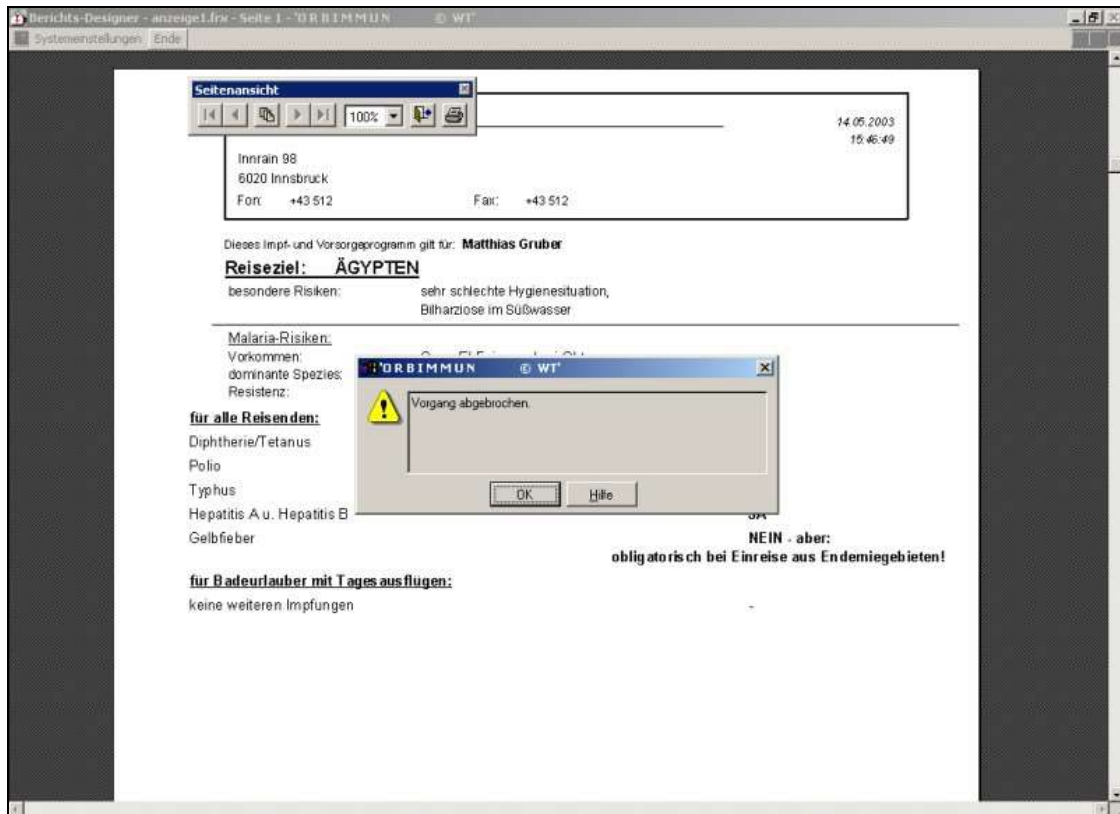 Berichts-Designer - anzeige1.frx - Seite 1 - 'O R B I M M U N © WT'
Systemeinstellungen Ende
Seitenansicht
100%
14.05.2003
15:46:49
Innrain 98
6020 Innsbruck
Fon: +43 512 Fax: +43 512
Dieses Impf- und Vorsorgeprogramm gilt für: Matthias Gruber
Reiseziel: ÄGYPTEN
besondere Risiken: sehr schlechte Hygienesituation,
Bilharziose im Süßwasser
Malaria-Risiken:
Vorkommen:
dominante Spezies:
Resistenz:
'O R B I M M U N © WT'
Vorgang abgebrochen.
OK Hilfe
für alle Reisenden:
Diphtherie/Tetanus
Polio
Typhus
Hepatitis A u. Hepatitis B JA
Gelbfieber NEIN - aber:
obligatorisch bei Einreise aus Endemiegebieten!
für Badeurlauber mit Tagesausflügen:
keine weiteren Impfungen -